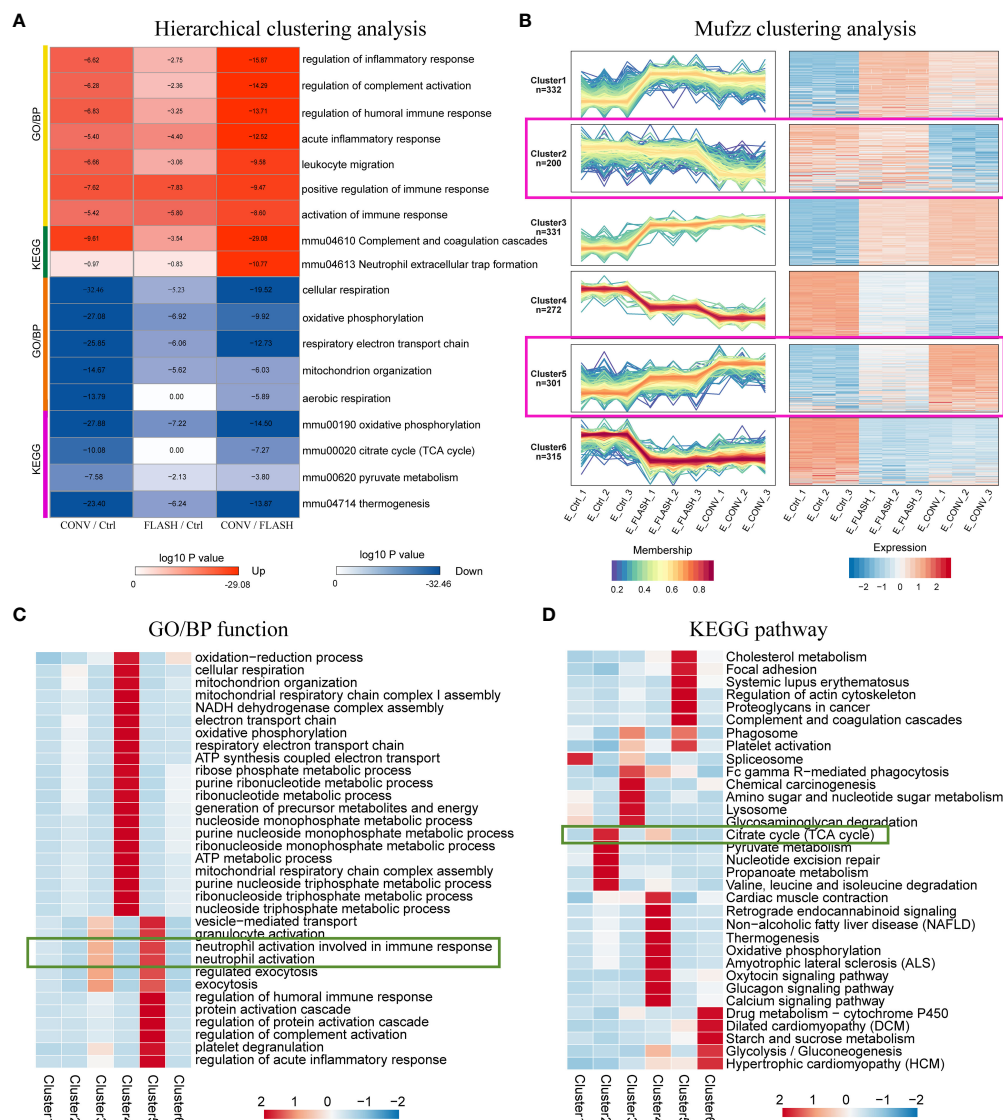 A
Hierarchical clustering analysis
GO/BP
−6.62 −2.75 −15.87 regulation of inflammatory response
−6.28 −2.36 −14.29 regulation of complement activation
−6.83 −3.25 −13.71 regulation of humoral immune response
−5.40 −4.40 −12.52 acute inflammatory response
−6.66 −3.06 −9.58 leukocyte migration
−7.52 −7.83 −9.47 positive regulation of immune response
−5.42 −5.80 −8.60 activation of immune response
KEGG
−9.61 −3.54 −29.08 mmu04610 Complement and coagulation cascades
−0.97 −0.83 −10.77 mmu04613 Neutrophil extracellular trap formation
GO/BP
−32.46 −5.23 −19.52 cellular respiration
−27.08 −6.92 −9.92 oxidative phosphorylation
−25.85 −6.06 −12.73 respiratory electron transport chain
−14.67 −5.62 −6.03 mitochondrion organization
−13.79 0.00 −5.89 aerobic respiration
KEGG
−27.88 −7.22 −14.50 mmu00190 oxidative phosphorylation
−10.08 0.00 −7.27 mmu00020 citrate cycle (TCA cycle)
−7.58 −2.13 −3.80 mmu00620 pyruvate metabolism
−23.40 −6.24 −13.87 mmu04714 thermogenesis
CONV / Ctrl FLASH / Ctrl CONV / FLASH
log10 P value
Up
0 -29.08
log10 P value
Down
0 -32.46
B
Mufzz clustering analysis
Cluster1
n=332
Cluster2
n=200
Cluster3
n=331
Cluster4
n=272
Cluster5
n=301
Cluster6
n=315
E_Ctrl_1 E_Ctrl_2 E_Ctrl_3 E_FLASH_1 E_FLASH_2 E_FLASH_3 E_CONV_1 E_CONV_2 E_CONV_3
E_Ctrl_1 E_Ctrl_2 E_Ctrl_3 E_FLASH_1 E_FLASH_2 E_FLASH_3 E_CONV_1 E_CONV_2 E_CONV_3
Membership
0.2 0.4 0.6 0.8
Expression
−2 −1 0 1 2
C
GO/BP function
oxidation−reduction process
cellular respiration
mitochondrion organization
mitochondrial respiratory chain complex I assembly
NADH dehydrogenase complex assembly
electron transport chain
oxidative phosphorylation
respiratory electron transport chain
ATP synthesis coupled electron transport
ribose phosphate metabolic process
purine ribonucleotide metabolic process
ribonucleotide metabolic process
generation of precursor metabolites and energy
nucleoside monophosphate metabolic process
purine nucleoside monophosphate metabolic process
ribonucleoside monophosphate metabolic process
ATP metabolic process
mitochondrial respiratory chain complex assembly
purine nucleoside triphosphate metabolic process
ribonucleoside triphosphate metabolic process
nucleoside triphosphate metabolic process
vesicle−mediated transport
granulocyte activation
neutrophil activation involved in immune response
neutrophil activation
regulated exocytosis
exocytosis
regulation of humoral immune response
protein activation cascade
regulation of protein activation cascade
regulation of complement activation
platelet degranulation
regulation of acute inflammatory response
Cluster1 Cluster2 Cluster3 Cluster4 Cluster5 Cluster6
2 1 0 −1 −2
D
KEGG pathway
Cholesterol metabolism
Focal adhesion
Systemic lupus erythematosus
Regulation of actin cytoskeleton
Proteoglycans in cancer
Complement and coagulation cascades
Phagosome
Platelet activation
Spliceosome
Fc gamma R−mediated phagocytosis
Chemical carcinogenesis
Amino sugar and nucleotide sugar metabolism
Lysosome
Glycosaminoglycan degradation
Citrate cycle (TCA cycle)
Pyruvate metabolism
Nucleotide excision repair
Propanoate metabolism
Valine, leucine and isoleucine degradation
Cardiac muscle contraction
Retrograde endocannabinoid signaling
Non−alcoholic fatty liver disease (NAFLD)
Thermogenesis
Oxidative phosphorylation
Amyotrophic lateral sclerosis (ALS)
Oxytocin signaling pathway
Glucagon signaling pathway
Calcium signaling pathway
Drug metabolism − cytochrome P450
Dilated cardiomyopathy (DCM)
Starch and sucrose metabolism
Glycolysis / Gluconeogenesis
Hypertrophic cardiomyopathy (HCM)
Cluster1 Cluster2 Cluster3 Cluster4 Cluster5 Cluster6
2 1 0 −1 −2